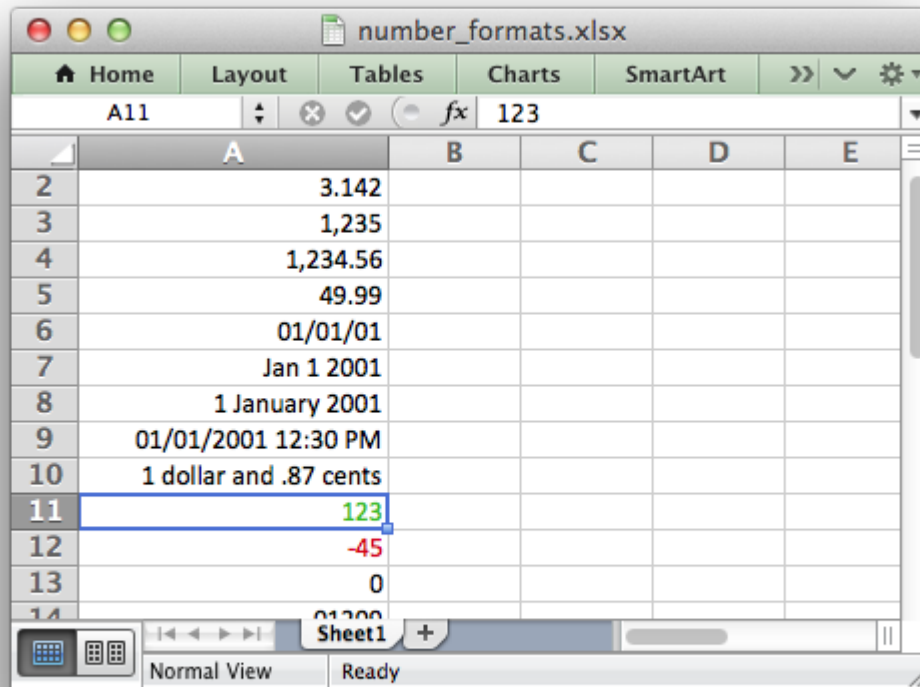 number_formats.xlsx
Home Layout Tables Charts SmartArt
A11 fx 123
A B C D E
2 3.142
3 1,235
4 1,234.56
5 49.99
6 01/01/01
7 Jan 1 2001
8 1 January 2001
9 01/01/2001 12:30 PM
10 1 dollar and .87 cents
11 123
12 -45
13 0
14
Sheet1
Normal View Ready